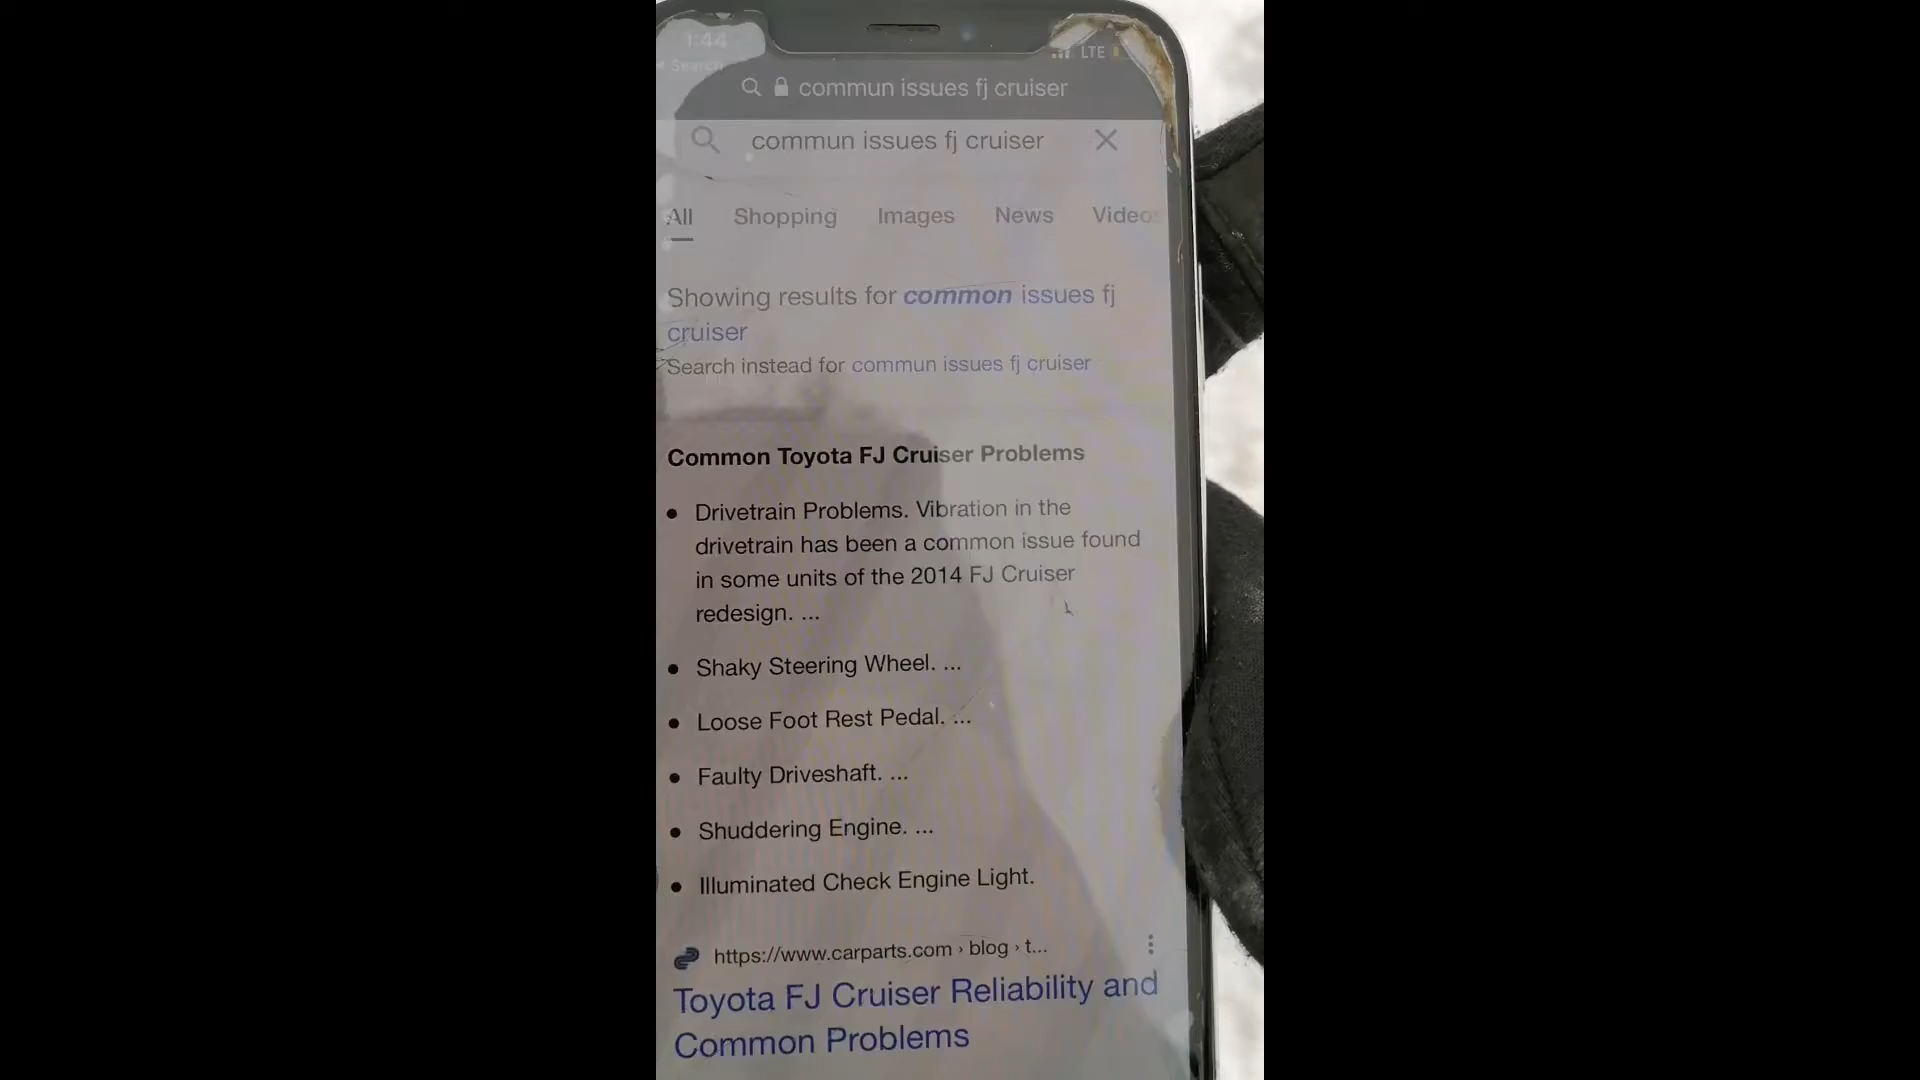 1:44
Search
LTE
commun issues fj cruiser
commun issues fj cruiser
All Shopping Images News Videos
Showing results for common issues fj
cruiser
Search instead for commun issues fj cruiser
Common Toyota FJ Cruiser Problems
Drivetrain Problems. Vibration in the
drivetrain has been a common issue found
in some units of the 2014 FJ Cruiser
redesign. ...
Shaky Steering Wheel. ...
Loose Foot Rest Pedal. ...
Faulty Driveshaft. ...
Shuddering Engine. ...
Illuminated Check Engine Light.
https://www.carparts.com › blog › t...
Toyota FJ Cruiser Reliability and
Common Problems